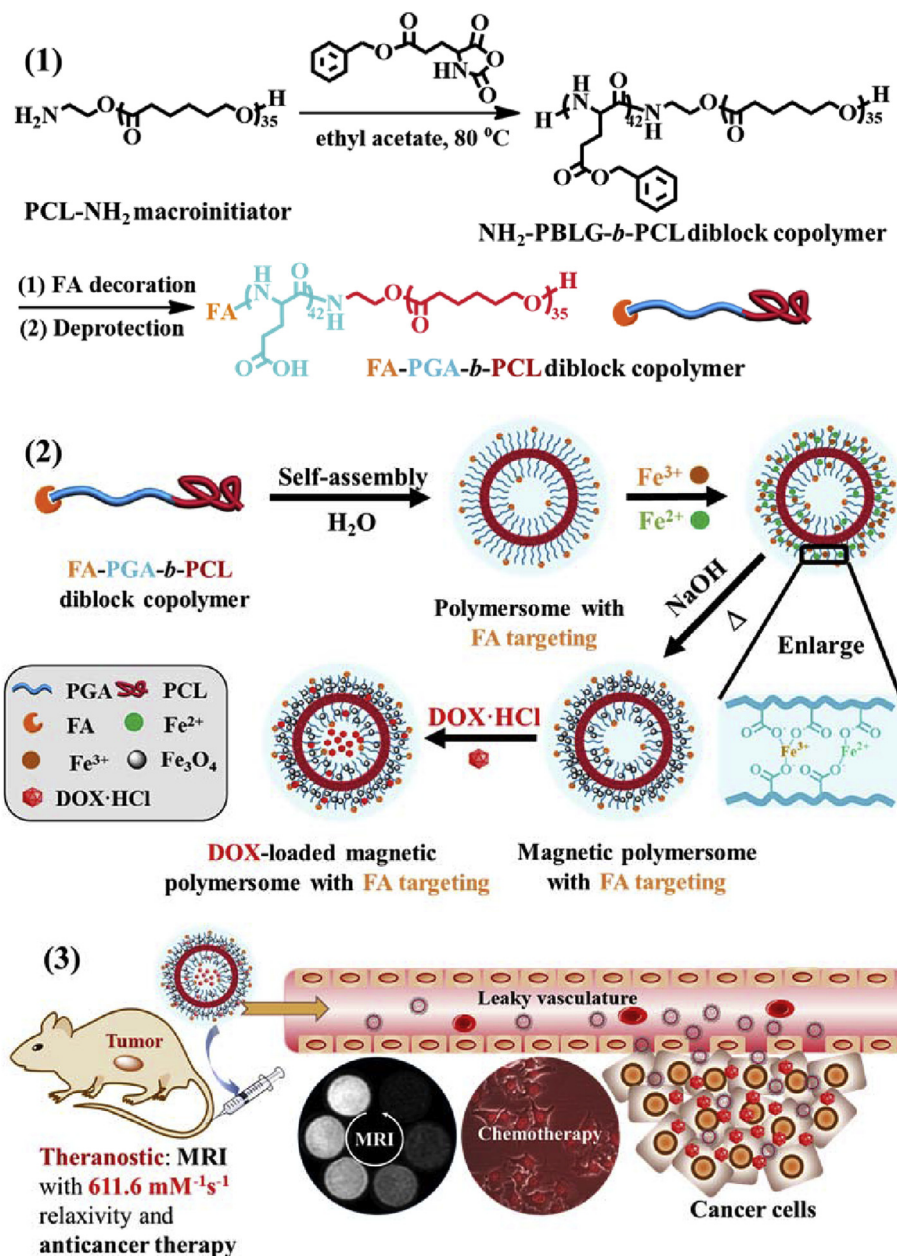 (1)
O
O
O
O
HN
O
O
H₂N
O
O
O
H
35
ethyl acetate, 80 ⁰C
H
H
N
O
42
N
H
O
O
O
H
35
O
O
PCL-NH₂ macroinitiator
NH₂-PBLG-b-PCL diblock copolymer
(1) FA decoration
(2) Deprotection
FA
H
N
O
42
N
H
O
O
O
H
35
O
OH
FA-PGA-b-PCL diblock copolymer
(2)
Self-assembly
H₂O
Fe³⁺
Fe²⁺
FA-PGA-b-PCL
diblock copolymer
Polymersome with
FA targeting
NaOH
Δ
Enlarge
PGA
PCL
FA
Fe²⁺
Fe³⁺
Fe₃O₄
DOX·HCl
DOX·HCl
Fe³⁺
Fe²⁺
DOX-loaded magnetic
polymersome with FA targeting
Magnetic polymersome
with FA targeting
(3)
Tumor
Leaky vasculature
MRI
Chemotherapy
Cancer cells
Theranostic: MRI
with 611.6 mM⁻¹s⁻¹
relaxivity and
anticancer therapy